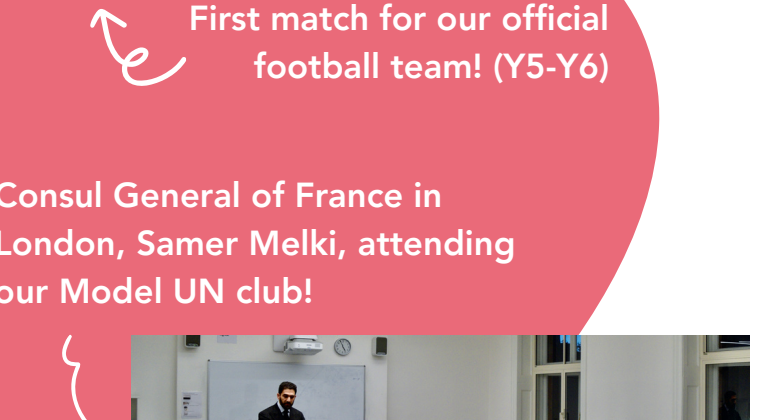 First match for our official
football team! (Y5-Y6)
Consul General of France in
London, Samer Melki, attending
our Model UN club!